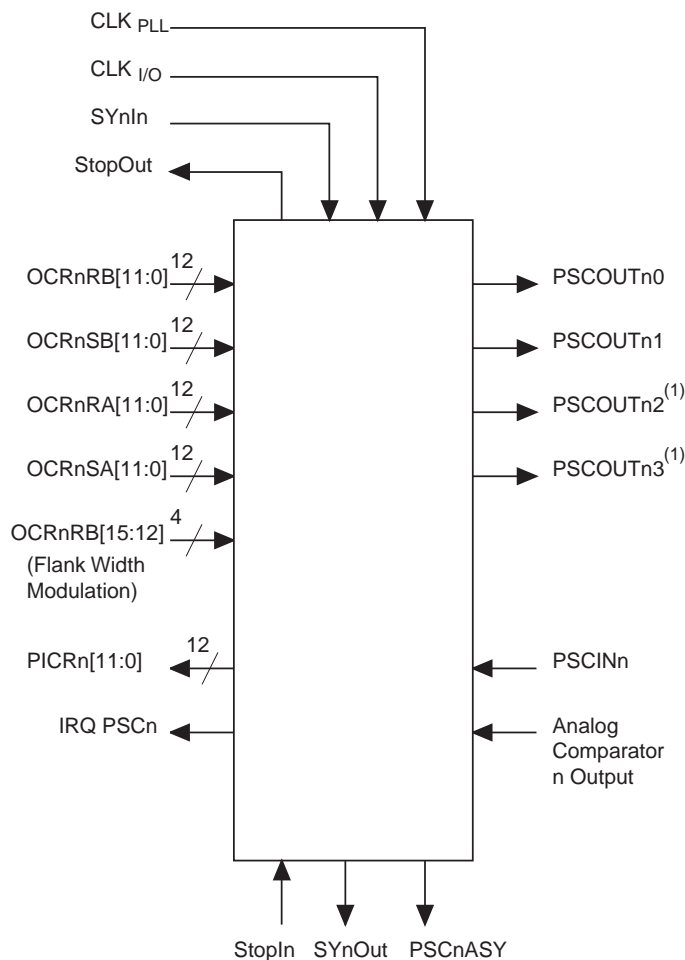 CLK PLL
CLK I/O
SYnIn
StopOut
OCRnRB[11:0] 12
PSCOUTn0
OCRnSB[11:0] 12
PSCOUTn1
OCRnRA[11:0] 12
PSCOUTn2(1)
OCRnSA[11:0] 12
PSCOUTn3(1)
OCRnRB[15:12] 4
(Flank Width
Modulation)
PICRn[11:0] 12
PSCINn
IRQ PSCn
Analog
Comparator
n Output
StopIn SYnOut PSCnASY